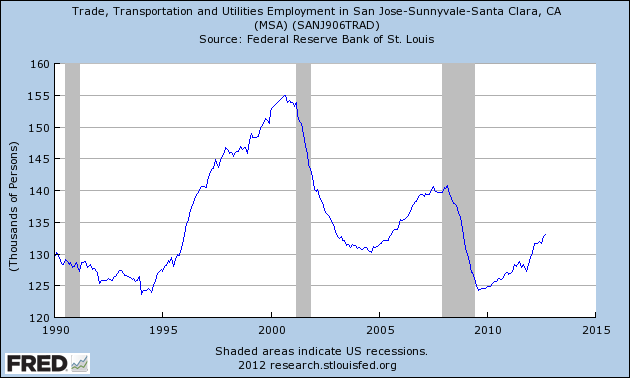 Trade, Transportation and Utilities Employment in San Jose-Sunnyvale-Santa Clara, CA
(MSA) (SANJ906TRAD)
Source: Federal Reserve Bank of St. Louis
(Thousands of Persons)
160
155
150
145
140
135
130
125
120
1990
1995
2000
2005
2010
2015
Shaded areas indicate US recessions.
2012 research.stlouisfed.org
FRED